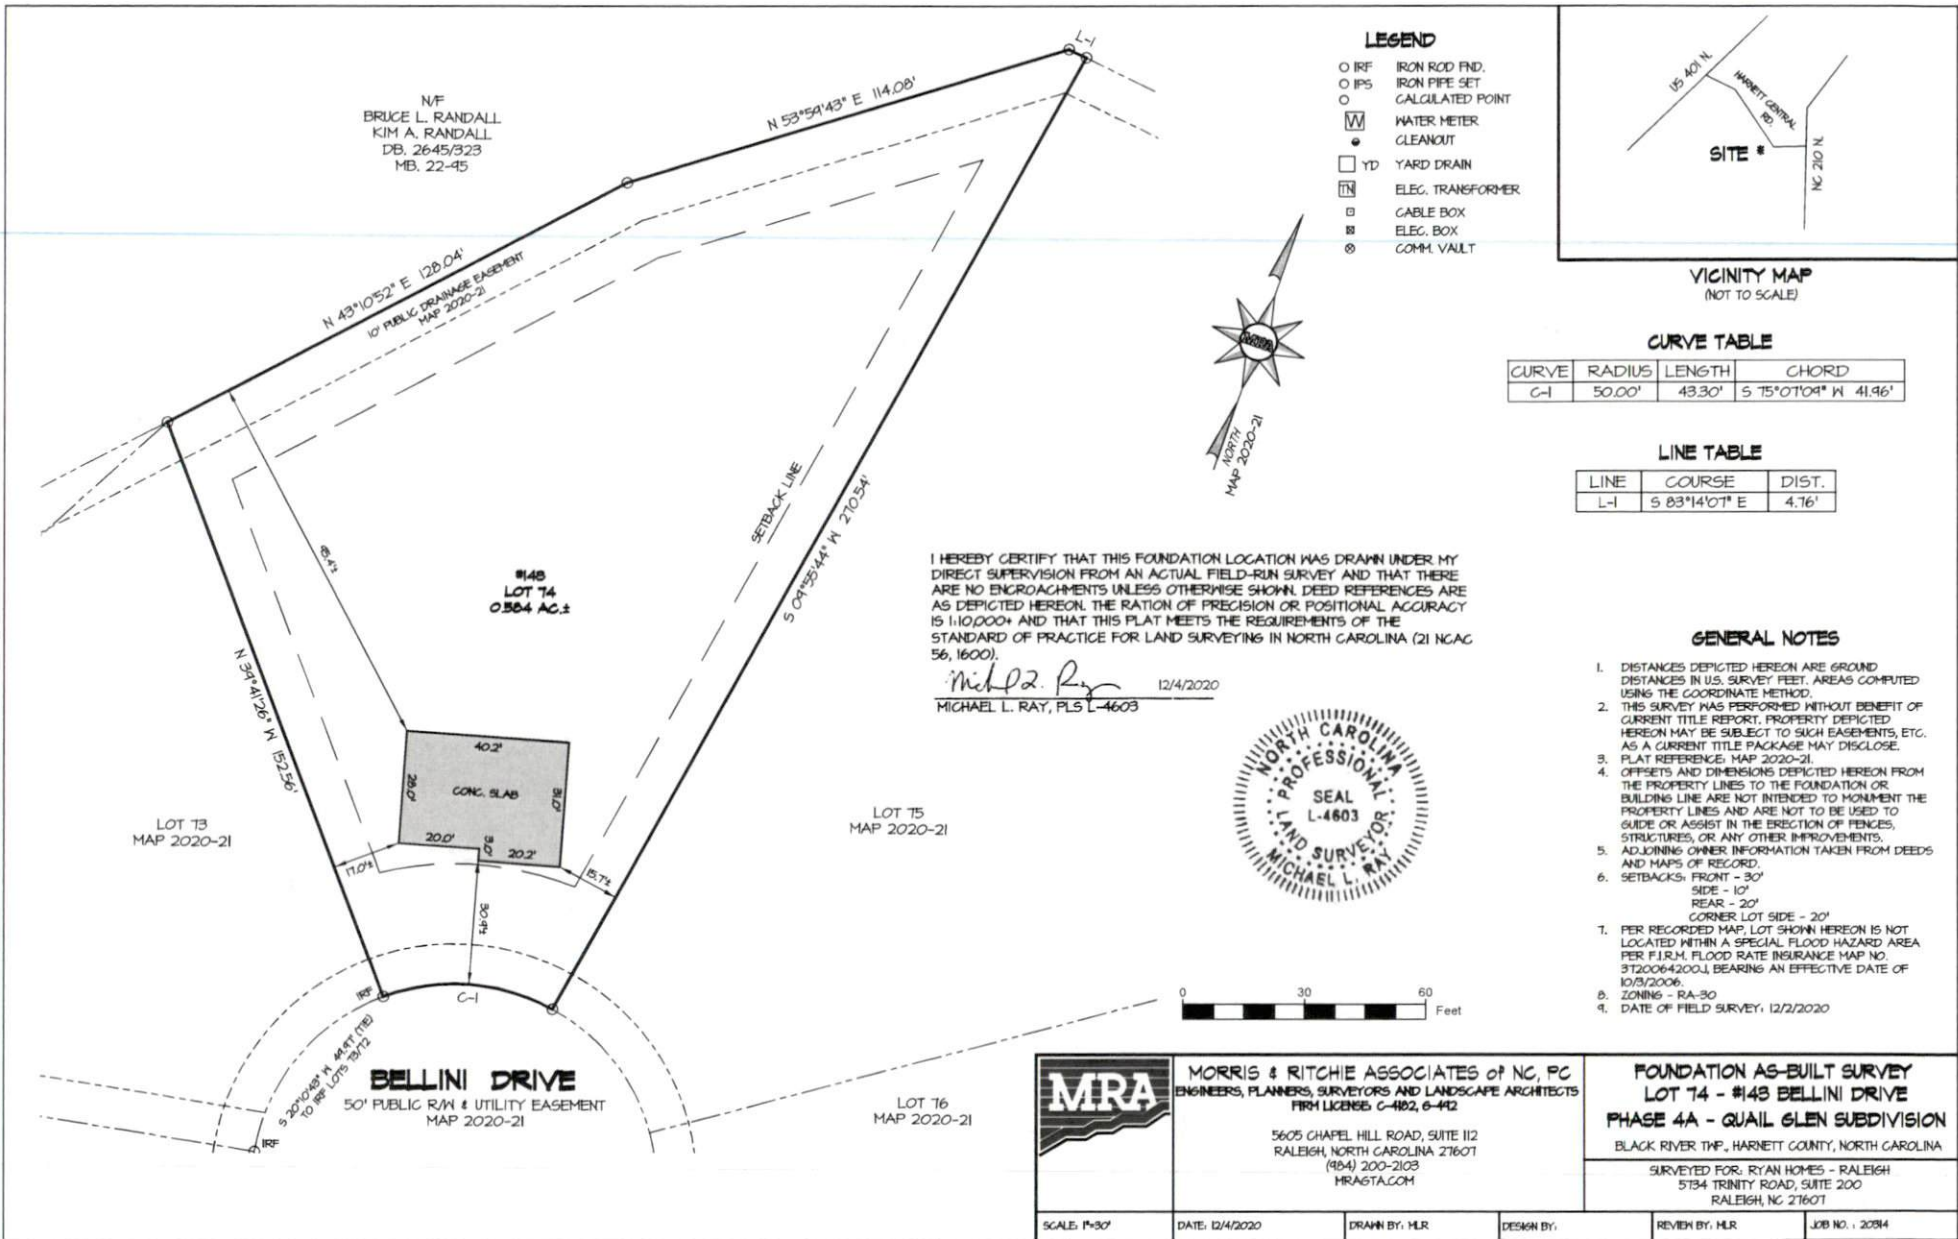 N/F
BRUCE L. RANDALL
KIM A. RANDALL
DB. 2645/323
MB. 22-95
N 43°10'52" E 128.04'
10' PUBLIC DRAINAGE EASEMENT
MAP 2020-21
N 53°59'43" E 114.08'
L-1
S 09°55'44" W 270.54'
SETBACK LINE
N 39°41'26" W 152.56'
#148
LOT 74
0.584 AC.±
40.2'
28.0'
CONC. SLAB
31.0'
20.0'
3.0'
20.2'
17.0'±
15.7'±
30.9'±
LOT 73
MAP 2020-21
LOT 75
MAP 2020-21
IRF
C-1
S 20°10'43" W 49.97' (TIE)
TO IRF LOTS 73/72
IRF
BELLINI DRIVE
50' PUBLIC R/W & UTILITY EASEMENT
MAP 2020-21
LOT 76
MAP 2020-21
LEGEND
IRF IRON ROD FND.
IPS IRON PIPE SET
CALCULATED POINT
W WATER METER
CLEANOUT
YD YARD DRAIN
TN ELEC. TRANSFORMER
CABLE BOX
ELEC. BOX
COMM. VAULT
MRA
NORTH
MAP 2020-21
US 401 N.
HARNETT CENTRAL
RD.
SITE *
NC 210 N.
VICINITY MAP
(NOT TO SCALE)
CURVE TABLE
CURVE RADIUS LENGTH CHORD
C-1 50.00' 43.30' S 75°07'09" W 41.96'
LINE TABLE
LINE COURSE DIST.
L-1 S 83°14'07" E 4.76'
I HEREBY CERTIFY THAT THIS FOUNDATION LOCATION WAS DRAWN UNDER MY
DIRECT SUPERVISION FROM AN ACTUAL FIELD-RUN SURVEY AND THAT THERE
ARE NO ENCROACHMENTS UNLESS OTHERWISE SHOWN. DEED REFERENCES ARE
AS DEPICTED HEREON. THE RATION OF PRECISION OR POSITIONAL ACCURACY
IS 1:10,000+ AND THAT THIS PLAT MEETS THE REQUIREMENTS OF THE
STANDARD OF PRACTICE FOR LAND SURVEYING IN NORTH CAROLINA (21 NCAC
56, 1600).
12/4/2020
MICHAEL L. RAY, PLS L-4603
NORTH CAROLINA
PROFESSIONAL
SEAL
L-4603
LAND SURVEYOR
MICHAEL L. RAY
GENERAL NOTES
1. DISTANCES DEPICTED HEREON ARE GROUND
DISTANCES IN U.S. SURVEY FEET. AREAS COMPUTED
USING THE COORDINATE METHOD.
2. THIS SURVEY WAS PERFORMED WITHOUT BENEFIT OF
CURRENT TITLE REPORT. PROPERTY DEPICTED
HEREON MAY BE SUBJECT TO SUCH EASEMENTS, ETC.
AS A CURRENT TITLE PACKAGE MAY DISCLOSE.
3. PLAT REFERENCE: MAP 2020-21.
4. OFFSETS AND DIMENSIONS DEPICTED HEREON FROM
THE PROPERTY LINES TO THE FOUNDATION OR
BUILDING LINE ARE NOT INTENDED TO MONUMENT THE
PROPERTY LINES AND ARE NOT TO BE USED TO
GUIDE OR ASSIST IN THE ERECTION OF FENCES,
STRUCTURES, OR ANY OTHER IMPROVEMENTS.
5. ADJOINING OWNER INFORMATION TAKEN FROM DEEDS
AND MAPS OF RECORD.
6. SETBACKS: FRONT - 30'
SIDE - 10'
REAR - 20'
CORNER LOT SIDE - 20'
7. PER RECORDED MAP, LOT SHOWN HEREON IS NOT
LOCATED WITHIN A SPECIAL FLOOD HAZARD AREA
PER F.I.R.M. FLOOD RATE INSURANCE MAP NO.
3720064200J, BEARING AN EFFECTIVE DATE OF
10/3/2006.
8. ZONING - RA-30
9. DATE OF FIELD SURVEY: 12/2/2020
0 30 60
Feet
MRA
MORRIS & RITCHIE ASSOCIATES OF NC, PC
ENGINEERS, PLANNERS, SURVEYORS AND LANDSCAPE ARCHITECTS
FIRM LICENSE: C-4182, G-442
5605 CHAPEL HILL ROAD, SUITE 112
RALEIGH, NORTH CAROLINA 27607
(984) 200-2103
MRAGTA.COM
FOUNDATION AS-BUILT SURVEY
LOT 74 - #143 BELLINI DRIVE
PHASE 4A - QUAIL GLEN SUBDIVISION
BLACK RIVER TWP., HARNETT COUNTY, NORTH CAROLINA
SURVEYED FOR: RYAN HOMES - RALEIGH
5734 TRINITY ROAD, SUITE 200
RALEIGH, NC 27607
SCALE: 1"=30'
DATE: 12/4/2020
DRAWN BY: MLR
DESIGN BY:
REVIEW BY: MLR
JOB NO.: